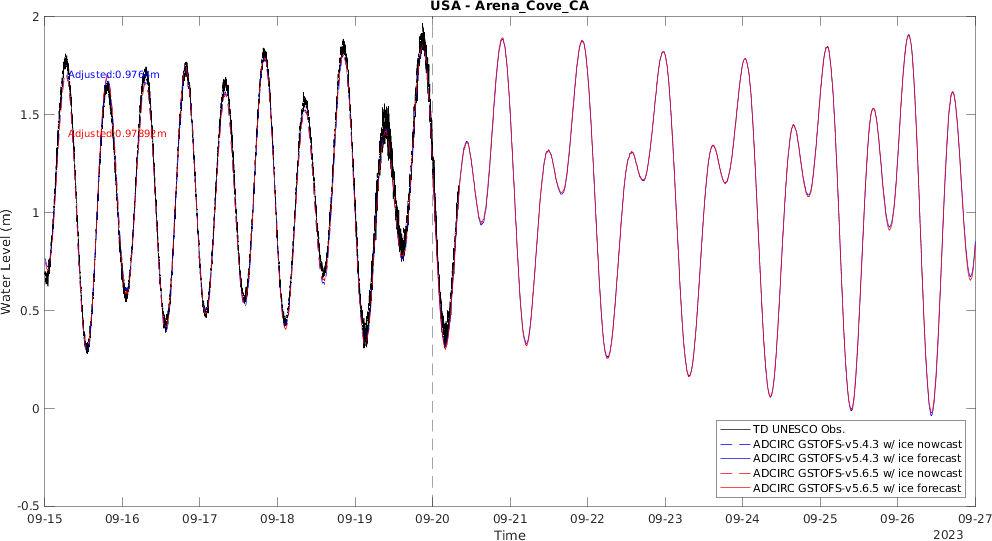 USA - Arena_Cove_CA
2
Adjusted:0.9764m
1.5
Adjusted:0.97892m
1
Water Level (m)
0.5
0
TD UNESCO Obs.
ADCIRC GSTOFS-v5.4.3 w/ ice nowcast
ADCIRC GSTOFS-v5.4.3 w/ ice forecast
ADCIRC GSTOFS-v5.6.5 w/ ice nowcast
ADCIRC GSTOFS-v5.6.5 w/ ice forecast
-0.5
09-15 09-16 09-17 09-18 09-19 09-20 09-21 09-22 09-23 09-24 09-25 09-26 09-27
Time
2023